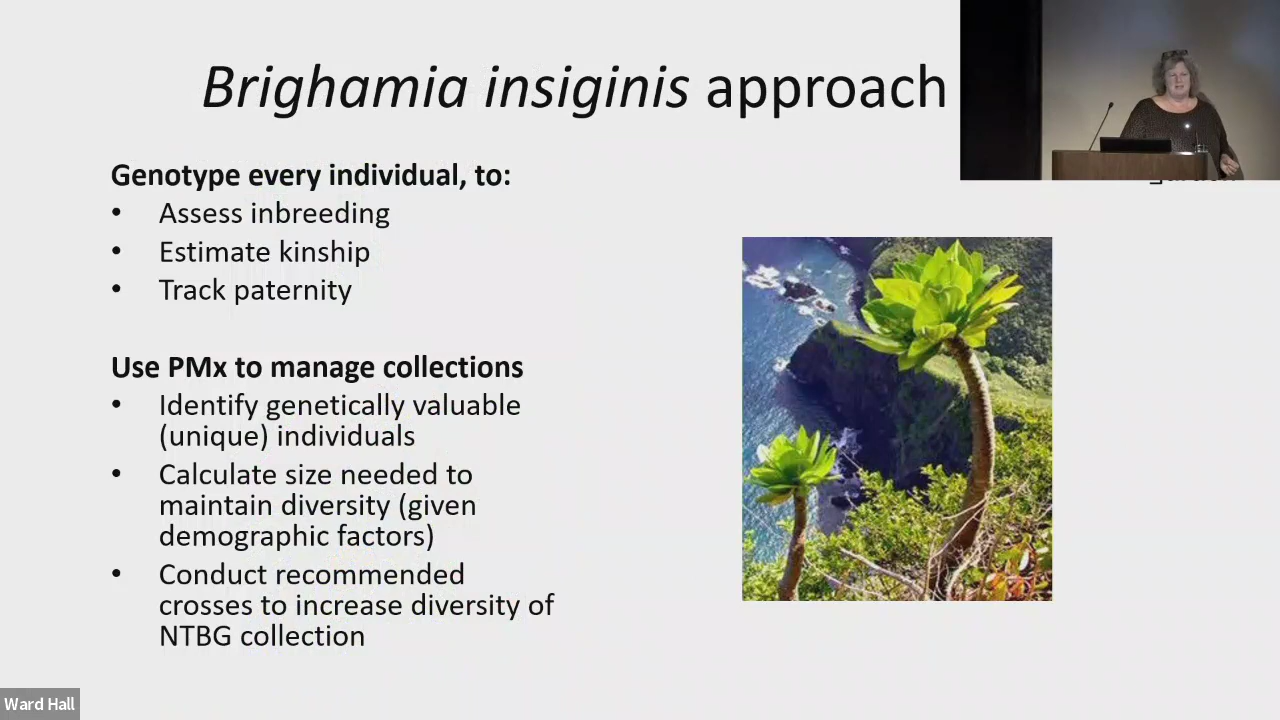 Brighamia insiginis approach
Genotype every individual, to:
• Assess inbreeding
• Estimate kinship
• Track paternity
Use PMx to manage collections
• Identify genetically valuable
(unique) individuals
• Calculate size needed to
maintain diversity (given
demographic factors)
• Conduct recommended
crosses to increase diversity of
NTBG collection
Ward Hall